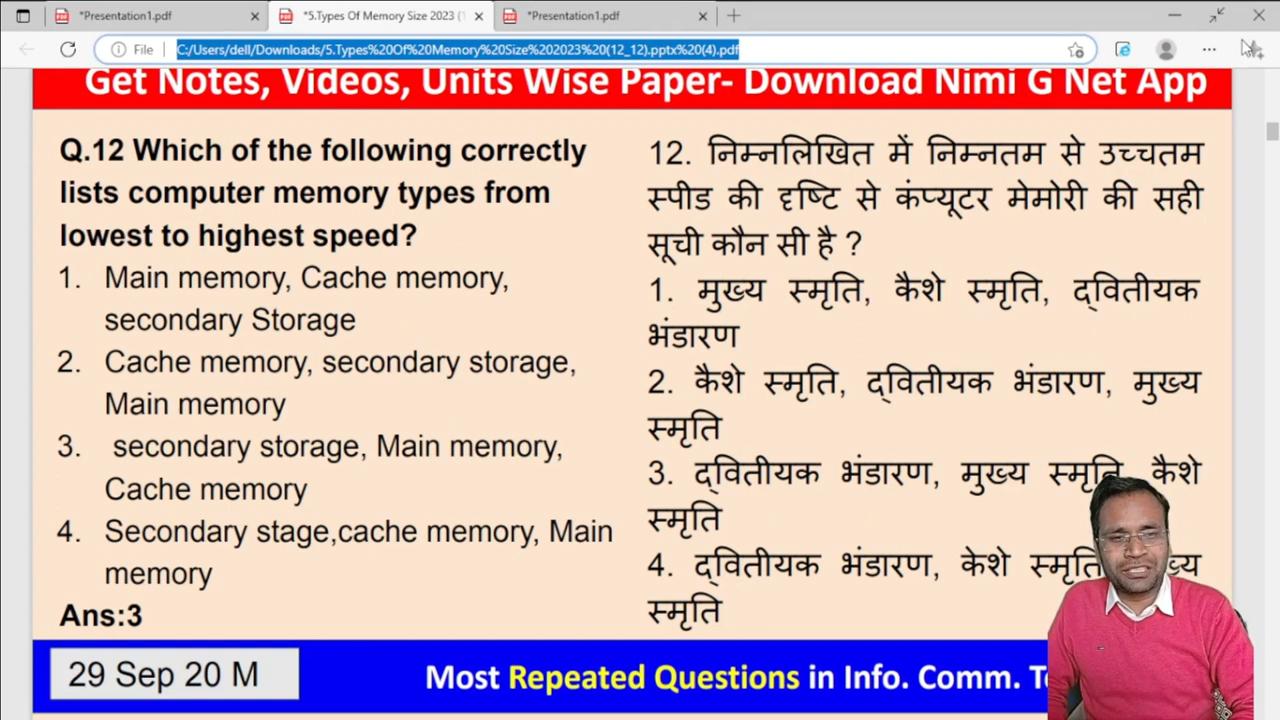 *Presentation1.pdf
*5.Types Of Memory Size 2023 (
*Presentation1.pdf
File
C:/Users/dell/Downloads/5.Types%20Of%20Memory%20Size%202023%20(12_12).pptx%20(4).pdf
Get Notes, Videos, Units Wise Paper- Download Nimi G Net App
Q.12 Which of the following correctly
lists computer memory types from
lowest to highest speed?
1. Main memory, Cache memory,
secondary Storage
2. Cache memory, secondary storage,
Main memory
3. secondary storage, Main memory,
Cache memory
4. Secondary stage,cache memory, Main
memory
Ans:3
12. निम्नलिखित में निम्नतम से उच्चतम
स्पीड की दृष्टि से कंप्यूटर मेमोरी की सही
सूची कौन सी है ?
1. मुख्य स्मृति, कैशे स्मृति, द्वितीयक
भंडारण
2. कैशे स्मृति, द्वितीयक भंडारण, मुख्य
स्मृति
3. द्वितीयक भंडारण, मुख्य स्मृति, कैशे
स्मृति
4. द्वितीयक भंडारण, केशे स्मृति
स्मृति
29 Sep 20 M
Most Repeated Questions in Info. Comm.